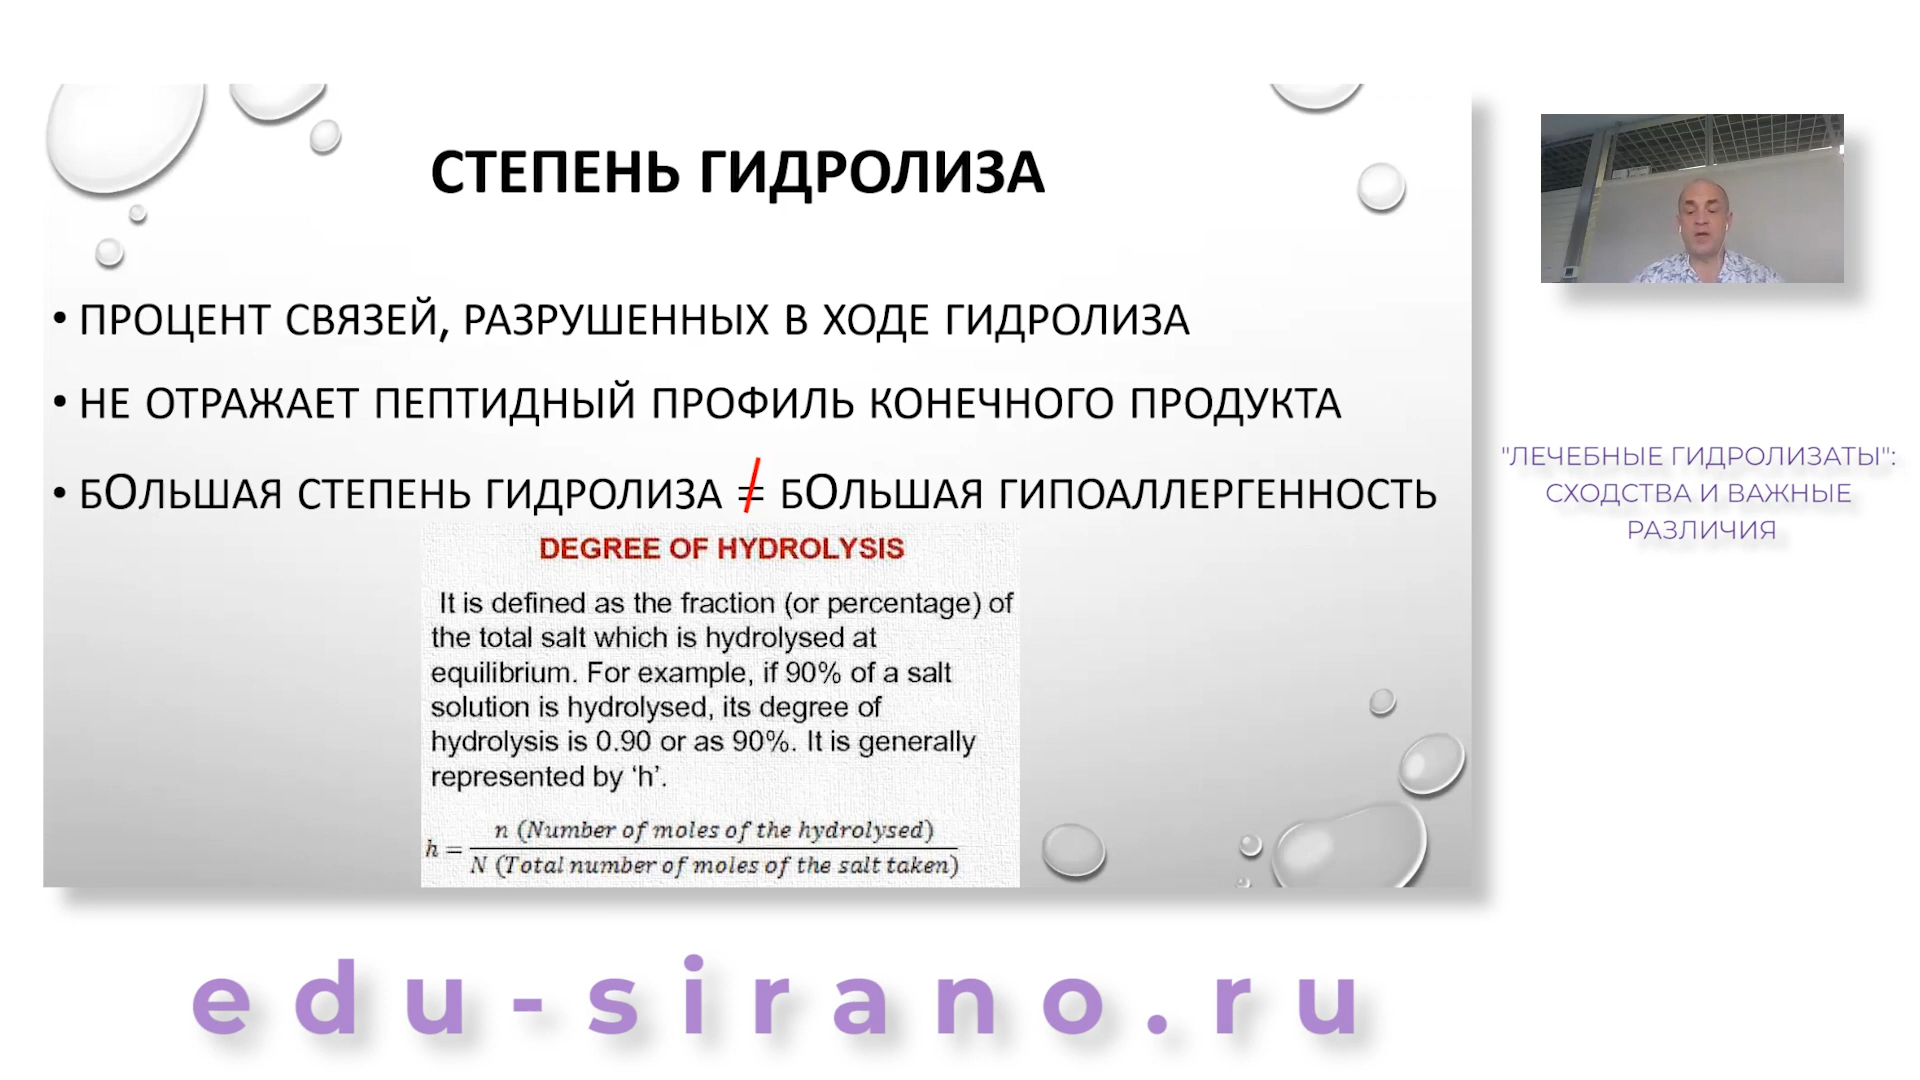 СТЕПЕНЬ ГИДРОЛИЗА
• ПРОЦЕНТ СВЯЗЕЙ, РАЗРУШЕННЫХ В ХОДЕ ГИДРОЛИЗА
• НЕ ОТРАЖАЕТ ПЕПТИДНЫЙ ПРОФИЛЬ КОНЕЧНОГО ПРОДУКТА
• БОЛЬШАЯ СТЕПЕНЬ ГИДРОЛИЗА ≠ БОЛЬШАЯ ГИПОАЛЛЕРГЕННОСТЬ
DEGREE OF HYDROLYSIS
It is defined as the fraction (or percentage) of
the total salt which is hydrolysed at
equilibrium. For example, if 90% of a salt
solution is hydrolysed, its degree of
hydrolysis is 0.90 or as 90%. It is generally
represented by ‘h’.
h = n (Number of moles of the hydrolysed)
N (Total number of moles of the salt taken)
"ЛЕЧЕБНЫЕ ГИДРОЛИЗАТЫ":
СХОДСТВА И ВАЖНЫЕ
РАЗЛИЧИЯ
edu-sirano.ru